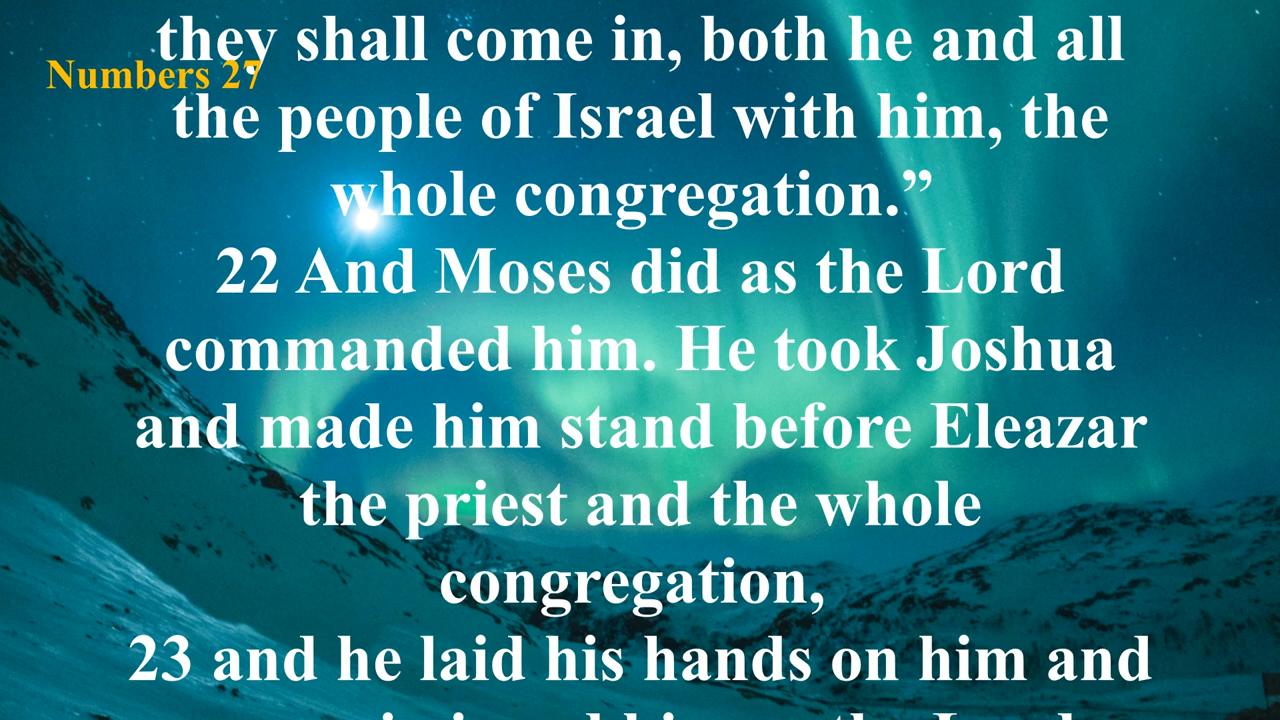 they shall come in, both he and all
Numbers 27
the people of Israel with him, the
whole congregation.”
22 And Moses did as the Lord
commanded him. He took Joshua
and made him stand before Eleazar
the priest and the whole
congregation,
23 and he laid his hands on him and